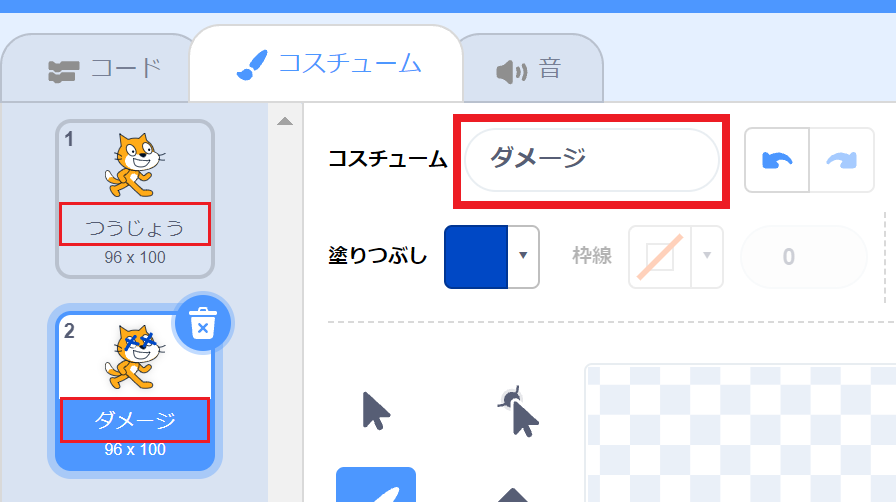 コード
コスチューム
音
1
つうじょう
96 x 100
2
ダメージ
96 x 100
コスチューム
ダメージ
塗りつぶし
枠線
0